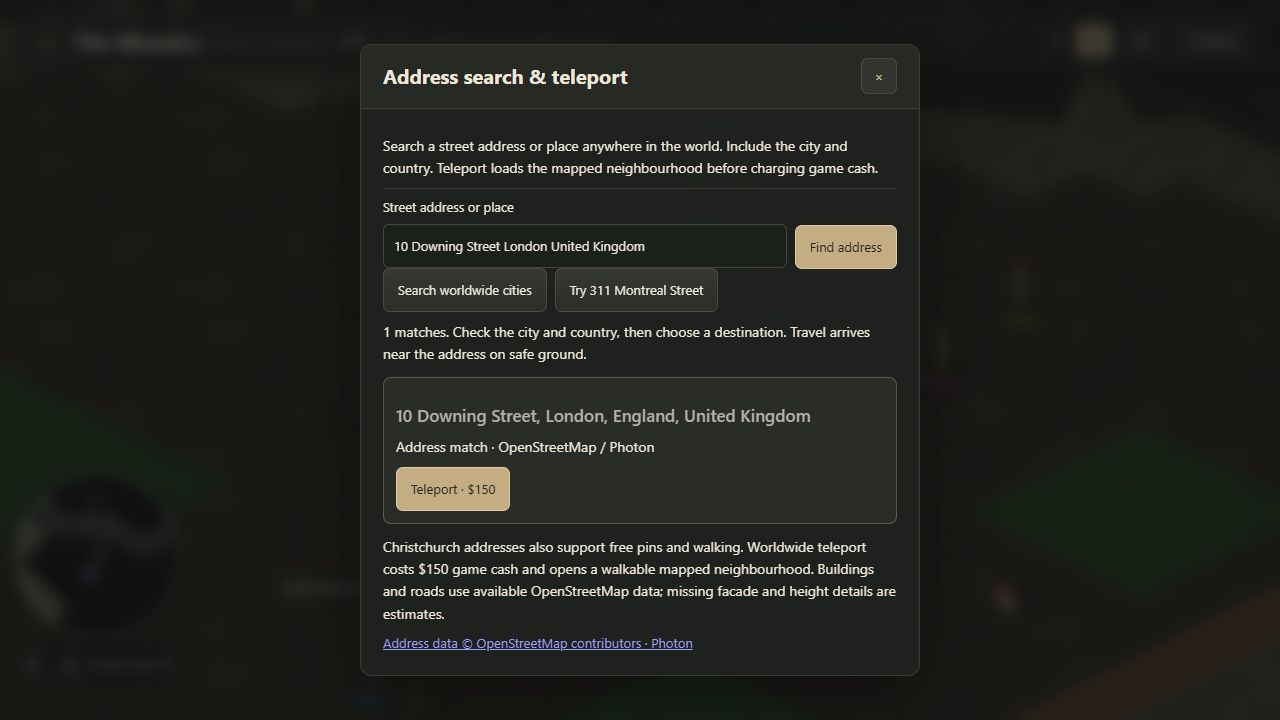 Address search & teleport
×
Search a street address or place anywhere in the world. Include the city and
country. Teleport loads the mapped neighbourhood before charging game cash.
Street address or place
10 Downing Street London United Kingdom
Find address
Search worldwide cities
Try 311 Montreal Street
1 matches. Check the city and country, then choose a destination. Travel arrives
near the address on safe ground.
10 Downing Street, London, England, United Kingdom
Address match · OpenStreetMap / Photon
Teleport · $150
Christchurch addresses also support free pins and walking. Worldwide teleport
costs $150 game cash and opens a walkable mapped neighbourhood. Buildings
and roads use available OpenStreetMap data; missing facade and height details are
estimates.
Address data © OpenStreetMap contributors · Photon